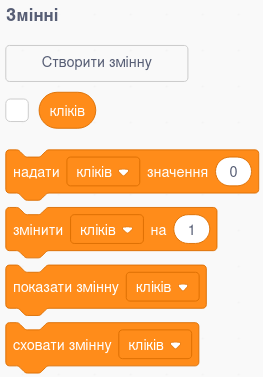 Змінні
Створити змінну
кліків
надати кліків значення 0
змінити кліків на 1
показати змінну кліків
сховати змінну кліків